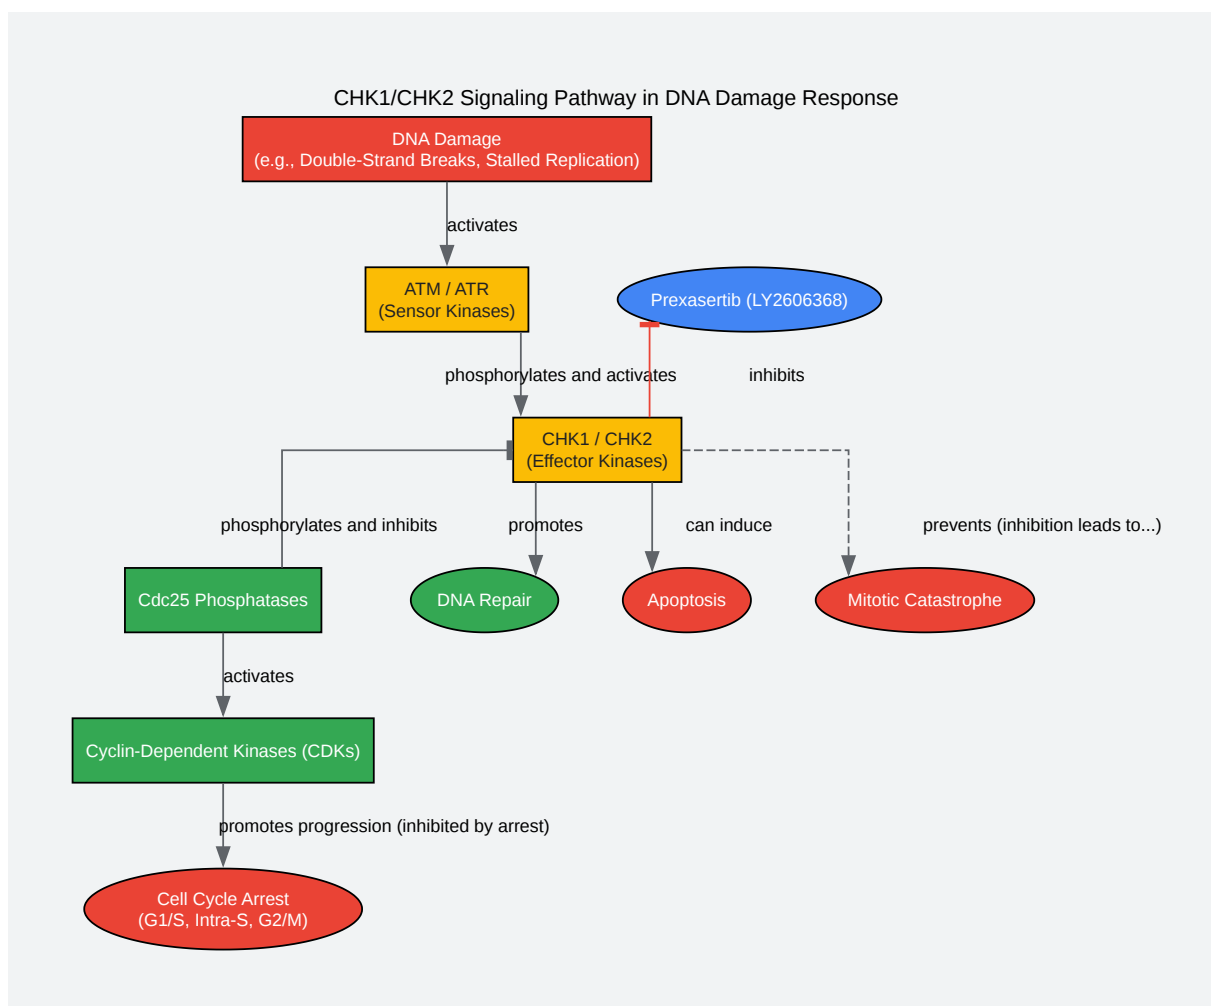 CHK1/CHK2 Signaling Pathway in DNA Damage Response
DNA Damage
(e.g., Double-Strand Breaks, Stalled Replication)
activates
ATM / ATR
(Sensor Kinases)
Prexasertib (LY2606368)
phosphorylates and activates
inhibits
CHK1 / CHK2
(Effector Kinases)
phosphorylates and inhibits
promotes
can induce
prevents (inhibition leads to...)
Cdc25 Phosphatases
DNA Repair
Apoptosis
Mitotic Catastrophe
activates
Cyclin-Dependent Kinases (CDKs)
promotes progression (inhibited by arrest)
Cell Cycle Arrest
(G1/S, Intra-S, G2/M)